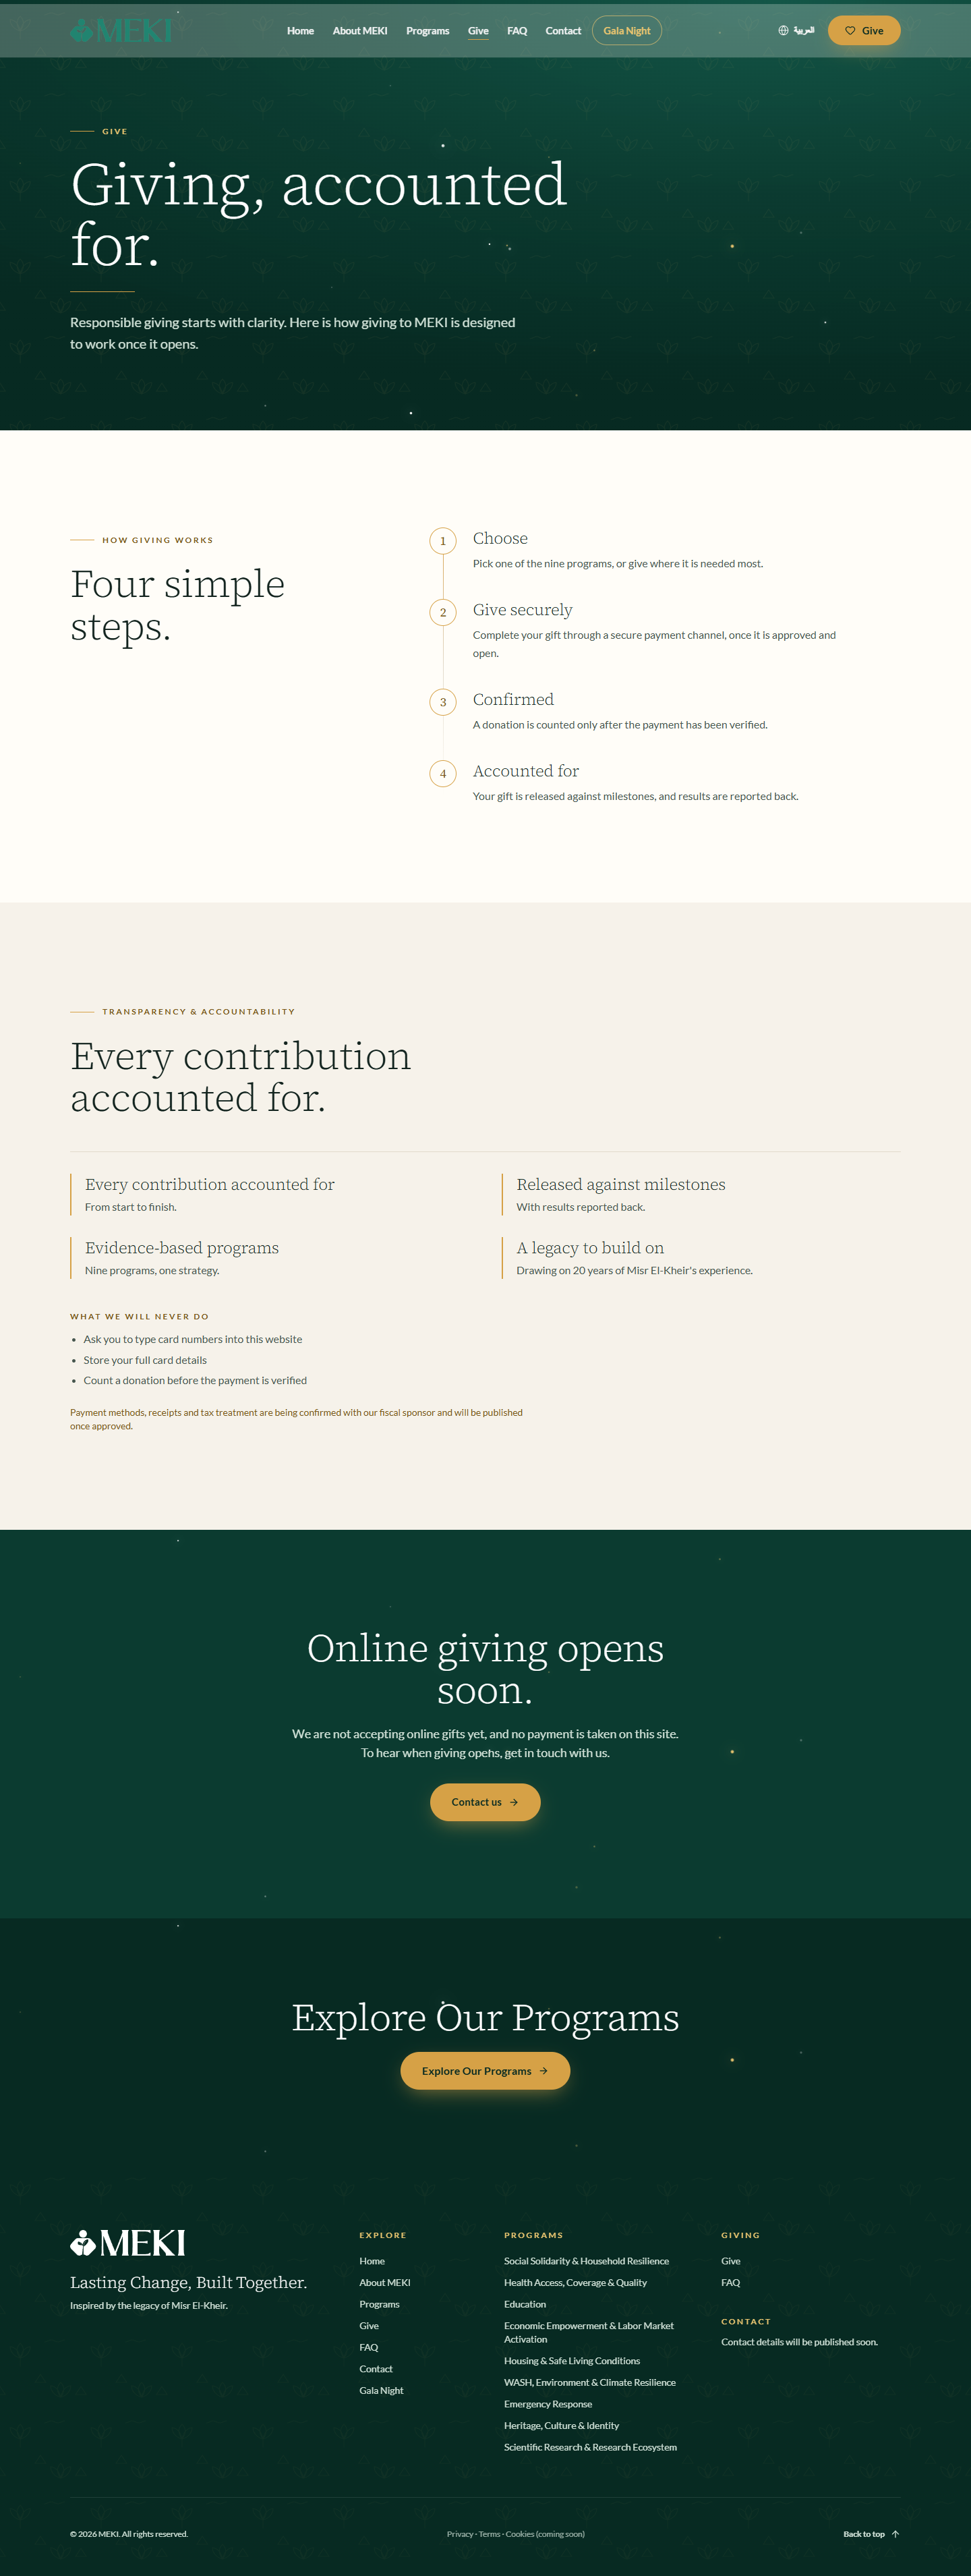 MEKI
Home
About MEKI
Programs
Give
FAQ
Contact
Gala Night
العربية
Give
GIVE
Giving, accounted
for.
Responsible giving starts with clarity. Here is how giving to MEKI is designed
to work once it opens.
HOW GIVING WORKS
Four simple
steps.
1
Choose
Pick one of the nine programs, or give where it is needed most.
2
Give securely
Complete your gift through a secure payment channel, once it is approved and
open.
3
Confirmed
A donation is counted only after the payment has been verified.
4
Accounted for
Your gift is released against milestones, and results are reported back.
TRANSPARENCY & ACCOUNTABILITY
Every contribution
accounted for.
Every contribution accounted for
From start to finish.
Released against milestones
With results reported back.
Evidence-based programs
Nine programs, one strategy.
A legacy to build on
Drawing on 20 years of Misr El-Kheir's experience.
WHAT WE WILL NEVER DO
• Ask you to type card numbers into this website
• Store your full card details
• Count a donation before the payment is verified
Payment methods, receipts and tax treatment are being confirmed with our fiscal sponsor and will be published
once approved.
Online giving opens
soon.
We are not accepting online gifts yet, and no payment is taken on this site.
To hear when giving opens, get in touch with us.
Contact us
Explore Our Programs
Explore Our Programs
MEKI
Lasting Change, Built Together.
Inspired by the legacy of Misr El-Kheir.
EXPLORE
Home
About MEKI
Programs
Give
FAQ
Contact
Gala Night
PROGRAMS
Social Solidarity & Household Resilience
Health Access, Coverage & Quality
Education
Economic Empowerment & Labor Market
Activation
Housing & Safe Living Conditions
WASH, Environment & Climate Resilience
Emergency Response
Heritage, Culture & Identity
Scientific Research & Research Ecosystem
GIVING
Give
FAQ
CONTACT
Contact details will be published soon.
© 2026 MEKI. All rights reserved.
Privacy · Terms · Cookies (coming soon)
Back to top